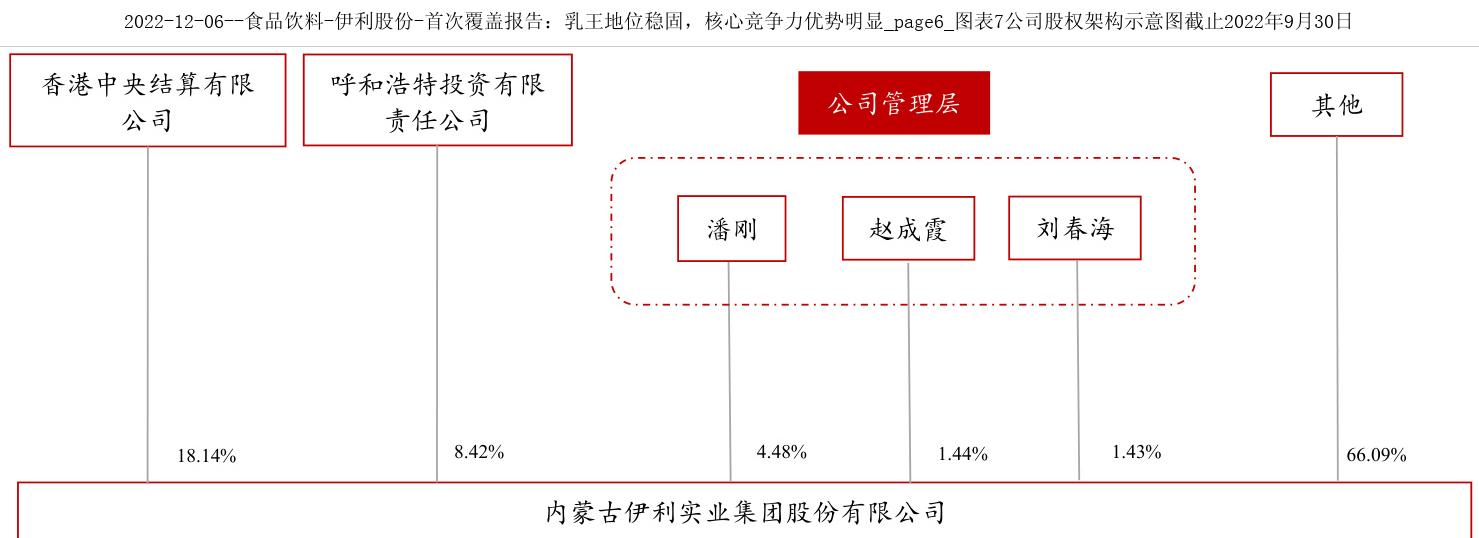 2022-12-06--食品饮料-伊利股份-首次覆盖报告：乳王地位稳固，核心竞争力优势明显_page6_图表7公司股权架构示意图截止2022年9月30日
香港中央结算有限
公司
呼和浩特投资有限
责任公司
公司管理层
其他
潘刚
赵成霞
刘春海
18.14%
8.42%
4.48%
1.44%
1.43%
66.09%
内蒙古伊利实业集团股份有限公司